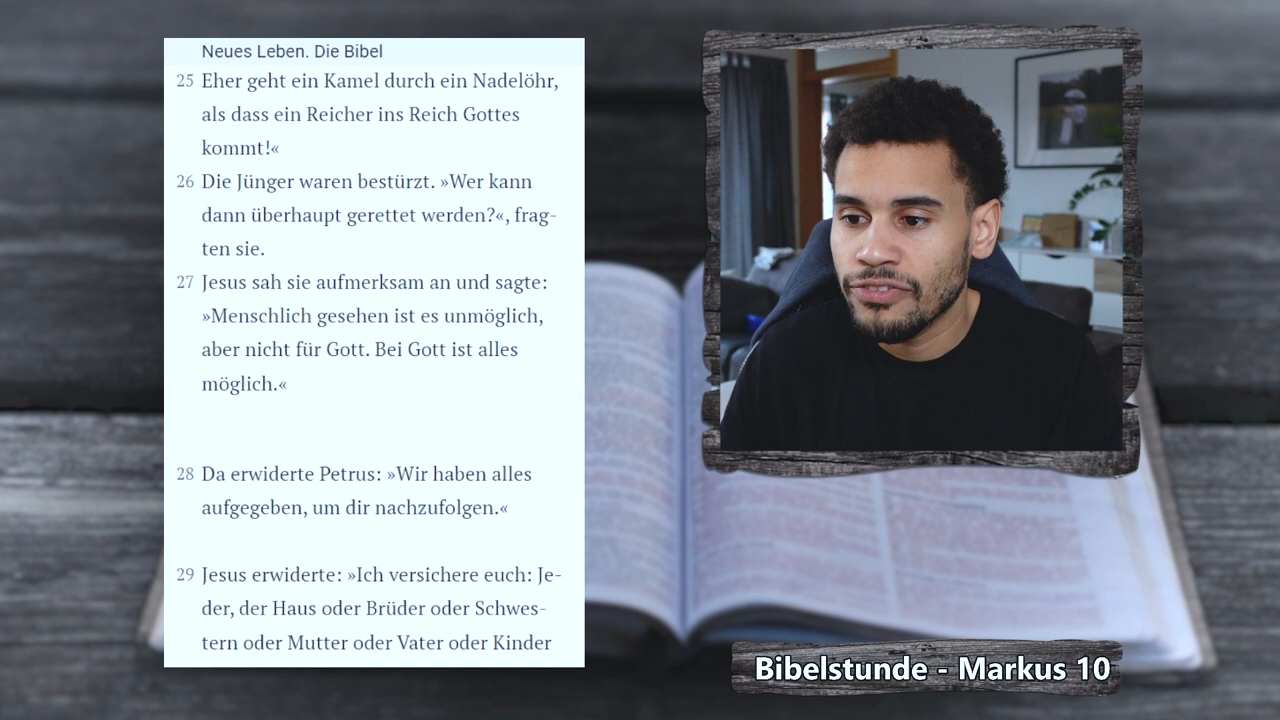 Neues Leben. Die Bibel
25 Eher geht ein Kamel durch ein Nadelöhr,
als dass ein Reicher ins Reich Gottes
kommt!«
26 Die Jünger waren bestürzt. »Wer kann
dann überhaupt gerettet werden?«, frag-
ten sie.
27 Jesus sah sie aufmerksam an und sagte:
»Menschlich gesehen ist es unmöglich,
aber nicht für Gott. Bei Gott ist alles
möglich.«
28 Da erwiderte Petrus: »Wir haben alles
aufgegeben, um dir nachzufolgen.«
29 Jesus erwiderte: »Ich versichere euch: Je-
der, der Haus oder Brüder oder Schwes-
tern oder Mutter oder Vater oder Kinder
Bibelstunde - Markus 10